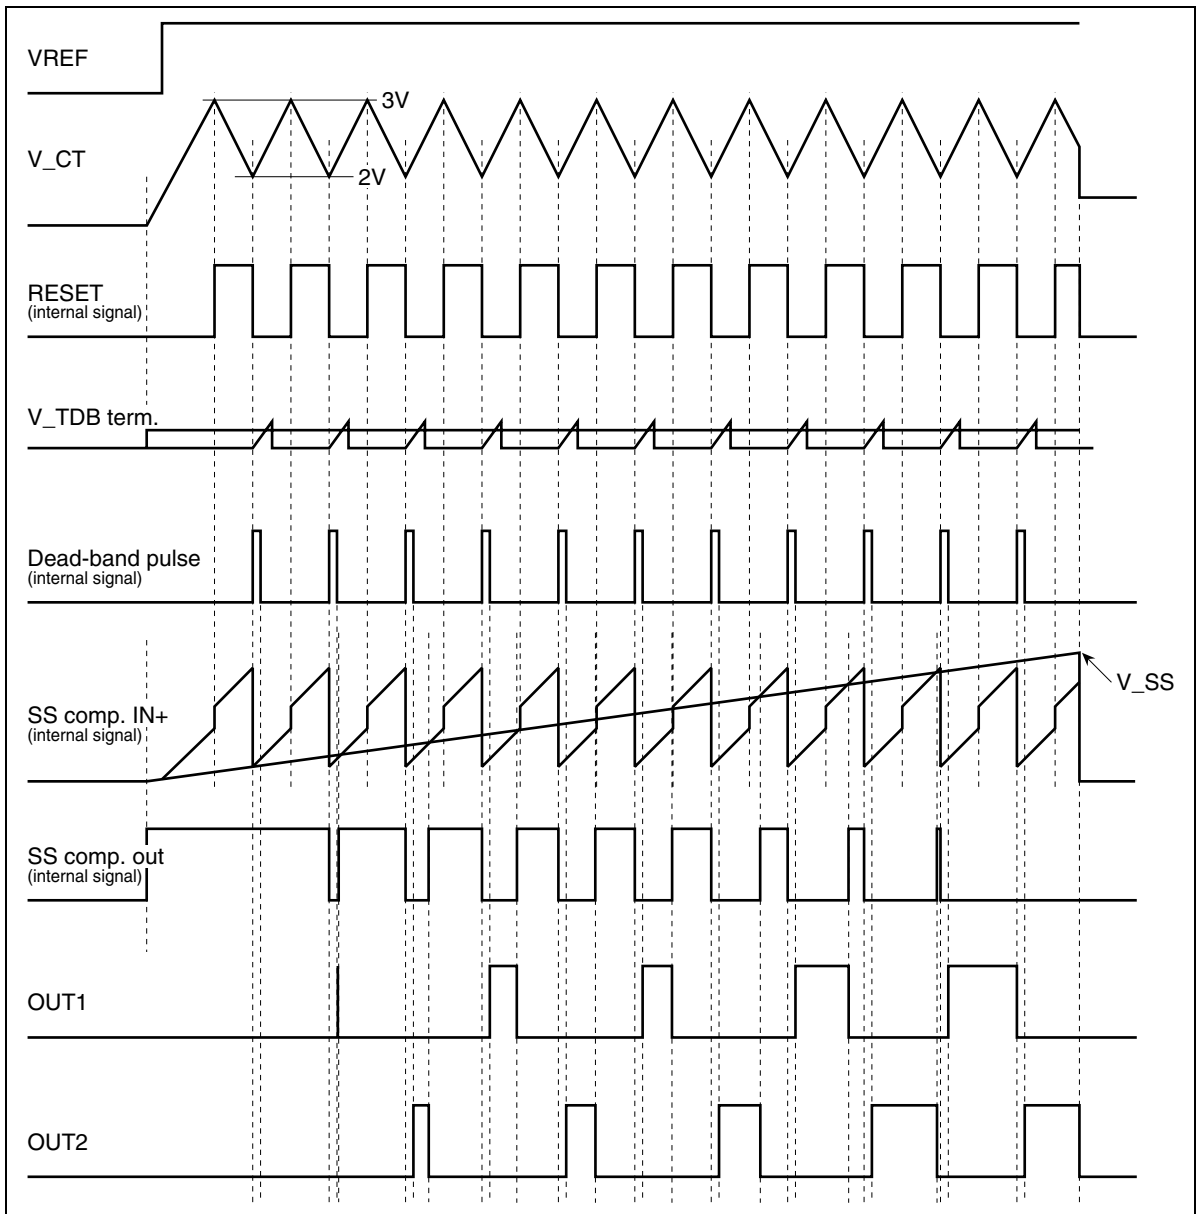 VREF
3V
V_CT
2V
RESET
(internal signal)
V_TDB term.
Dead-band pulse
(internal signal)
V_SS
SS comp. IN+
(internal signal)
SS comp. out
(internal signal)
OUT1
OUT2